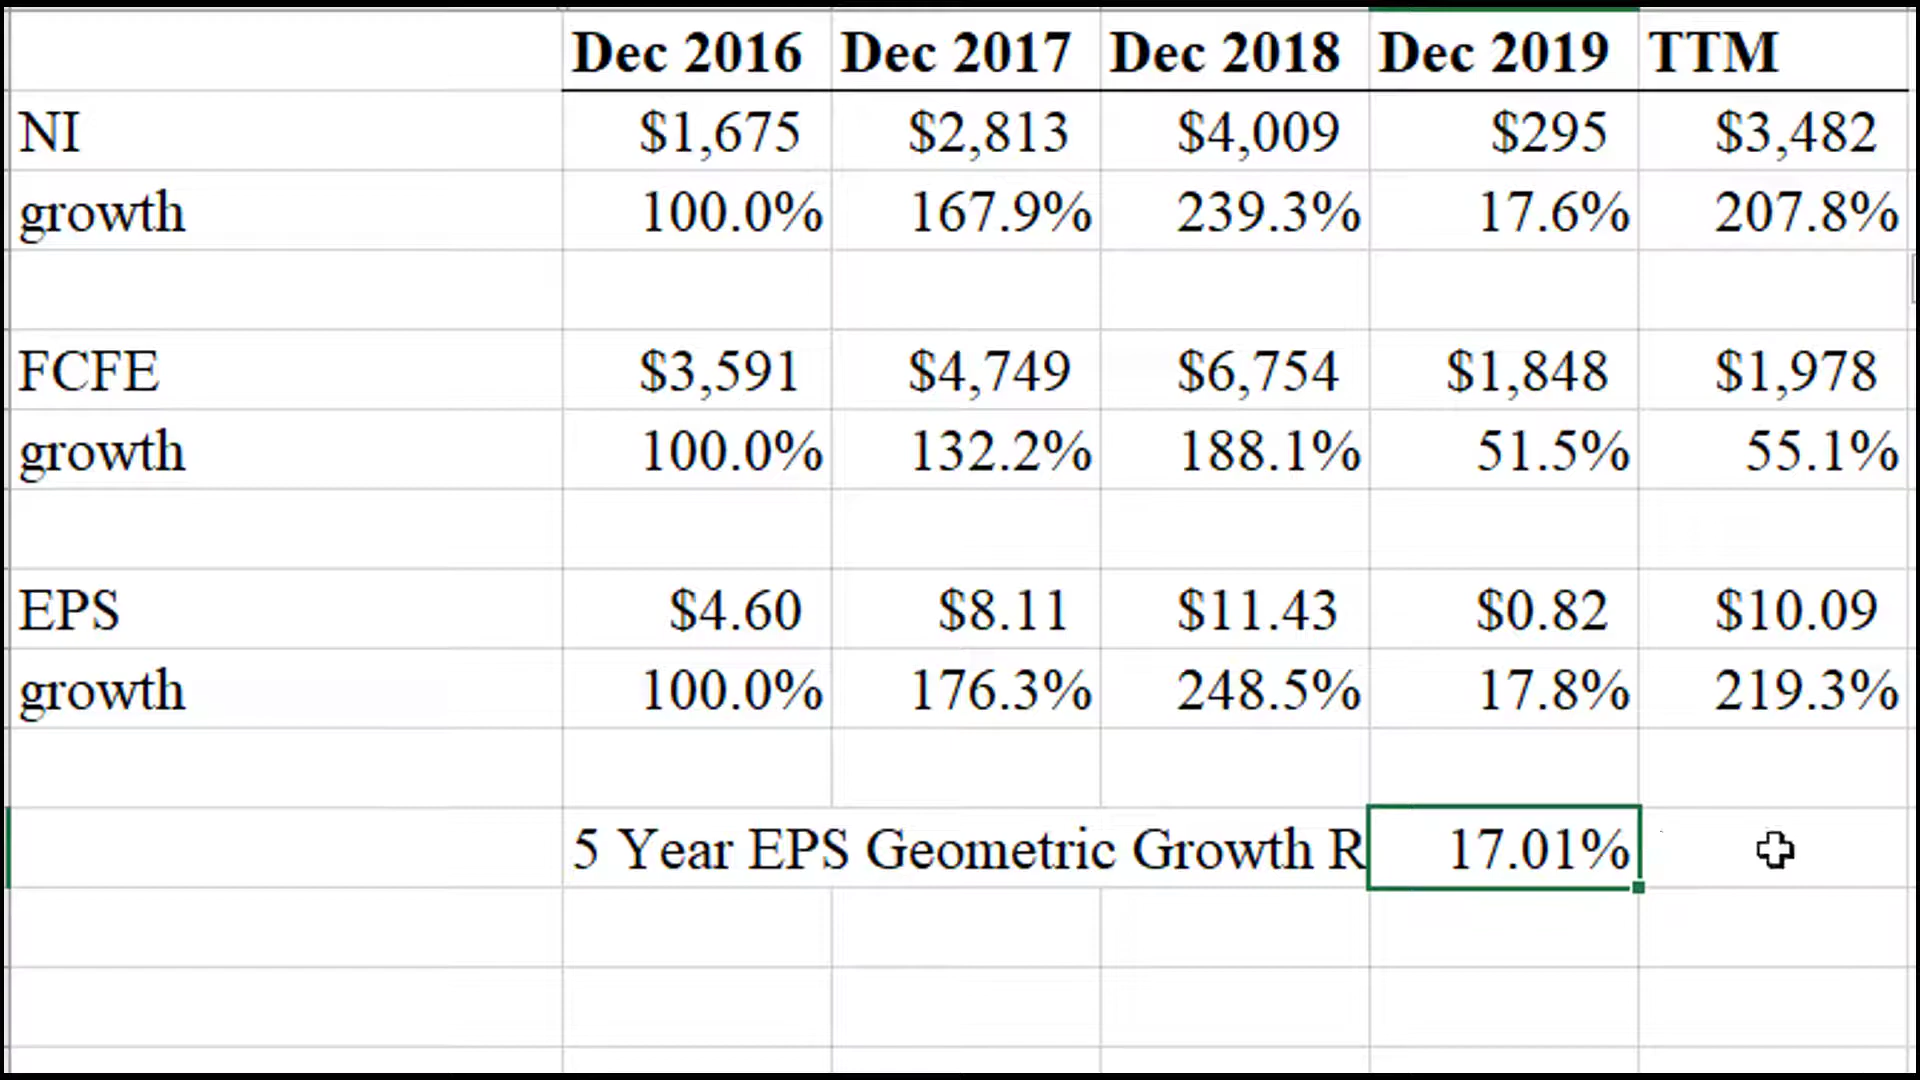 Dec 2016 Dec 2017 Dec 2018 Dec 2019 TTM
NI $1,675 $2,813 $4,009 $295 $3,482
growth 100.0% 167.9% 239.3% 17.6% 207.8%
FCFE $3,591 $4,749 $6,754 $1,848 $1,978
growth 100.0% 132.2% 188.1% 51.5% 55.1%
EPS $4.60 $8.11 $11.43 $0.82 $10.09
growth 100.0% 176.3% 248.5% 17.8% 219.3%
5 Year EPS Geometric Growth R 17.01%